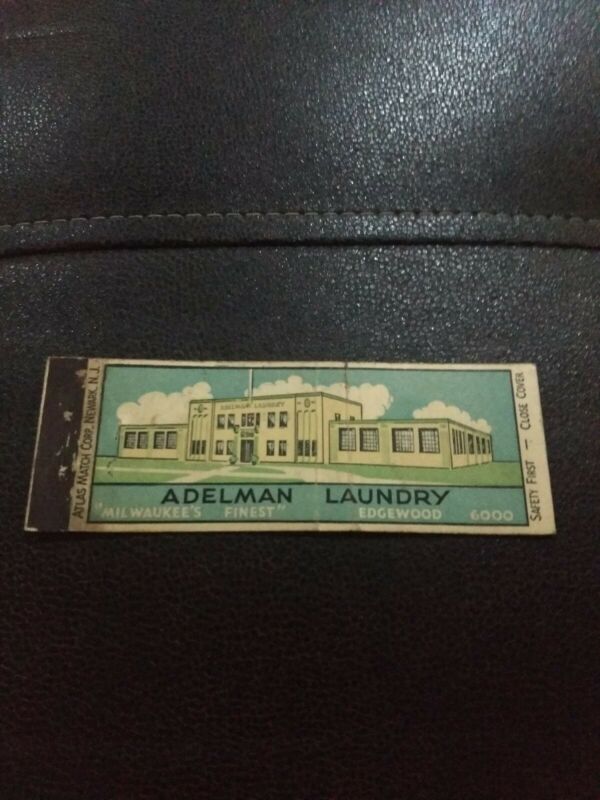 ATLAS MATCH CORP., NEWARK, N.J.
ADELMAN LAUNDRY
ADELMAN LAUNDRY
"MILWAUKEE'S FINEST" EDGEWOOD 6000
SAFETY FIRST — CLOSE COVER